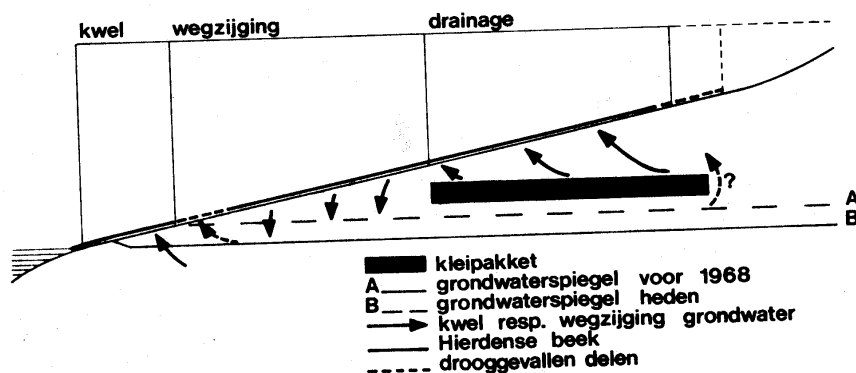 kwel wegzijging drainage
?
A
B
kleipakket
A grondwaterspiegel voor 1968
B grondwaterspiegel heden
kwel resp. wegzijging grondwater
Hierdense beek
drooggevallen delen